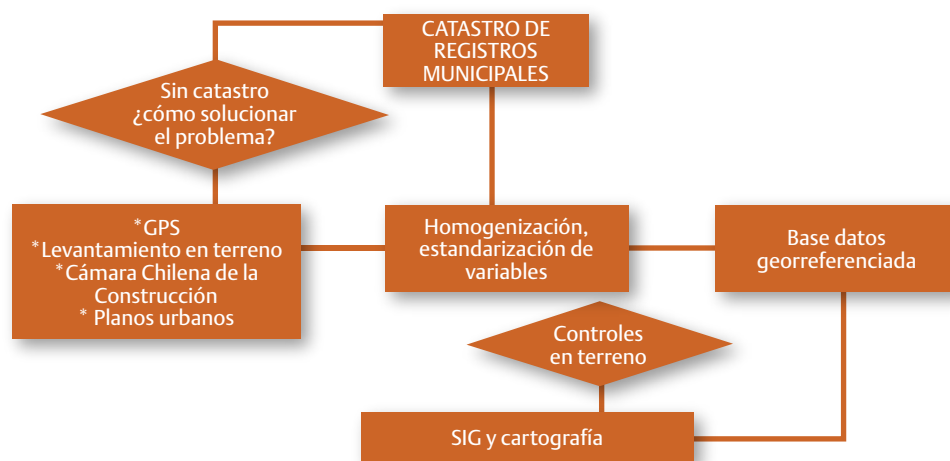 CATASTRO DE
REGISTROS
MUNICIPALES
Sin catastro
¿cómo solucionar
el problema?
*GPS
*Levantamiento en terreno
*Cámara Chilena de la
Construcción
* Planos urbanos
Homogenización,
estandarización de
variables
Base datos
georreferenciada
Controles
en terreno
SIG y cartografía